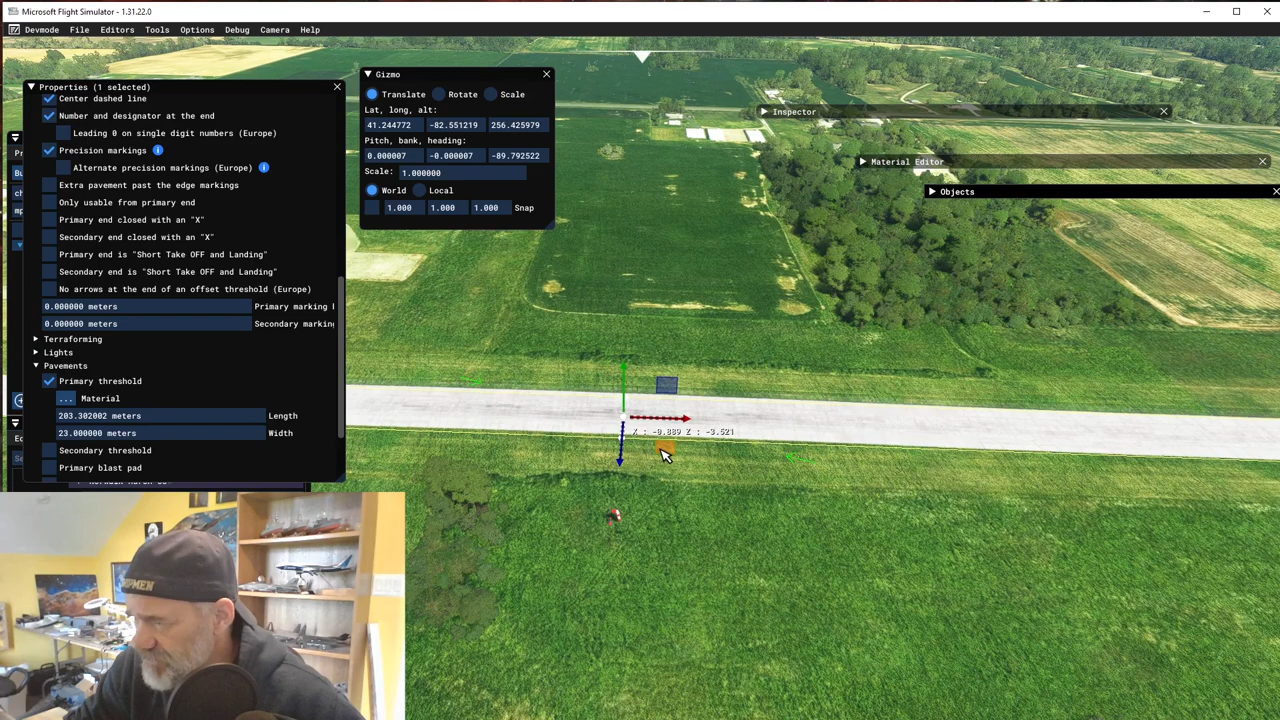 Microsoft Flight Simulator - 1.31.22.0
Devmode File Editors Tools Options Debug Camera Help
Properties (1 selected)
Center dashed line
Number and designator at the end
Leading 0 on single digit numbers (Europe)
Precision markings
Alternate precision markings (Europe)
Extra pavement past the edge markings
Only usable from primary end
Primary end closed with an "X"
Secondary end closed with an "X"
Primary end is "Short Take OFF and Landing"
Secondary end is "Short Take OFF and Landing"
No arrows at the end of an offset threshold (Europe)
0.000000 meters Primary marking
0.000000 meters Secondary marking
Terraforming
Lights
Pavements
Primary threshold
... Material
203.302002 meters Length
23.000000 meters Width
Secondary threshold
Primary blast pad
Gizmo
Translate Rotate Scale
Lat, long, alt:
41.244772 -82.551219 256.425979
Pitch, bank, heading:
0.000007 -0.000007 -89.792522
Scale: 1.000000
World Local
1.000 1.000 1.000 Snap
Inspector
Material Editor
Objects
X : -0.889 Z : -3.521